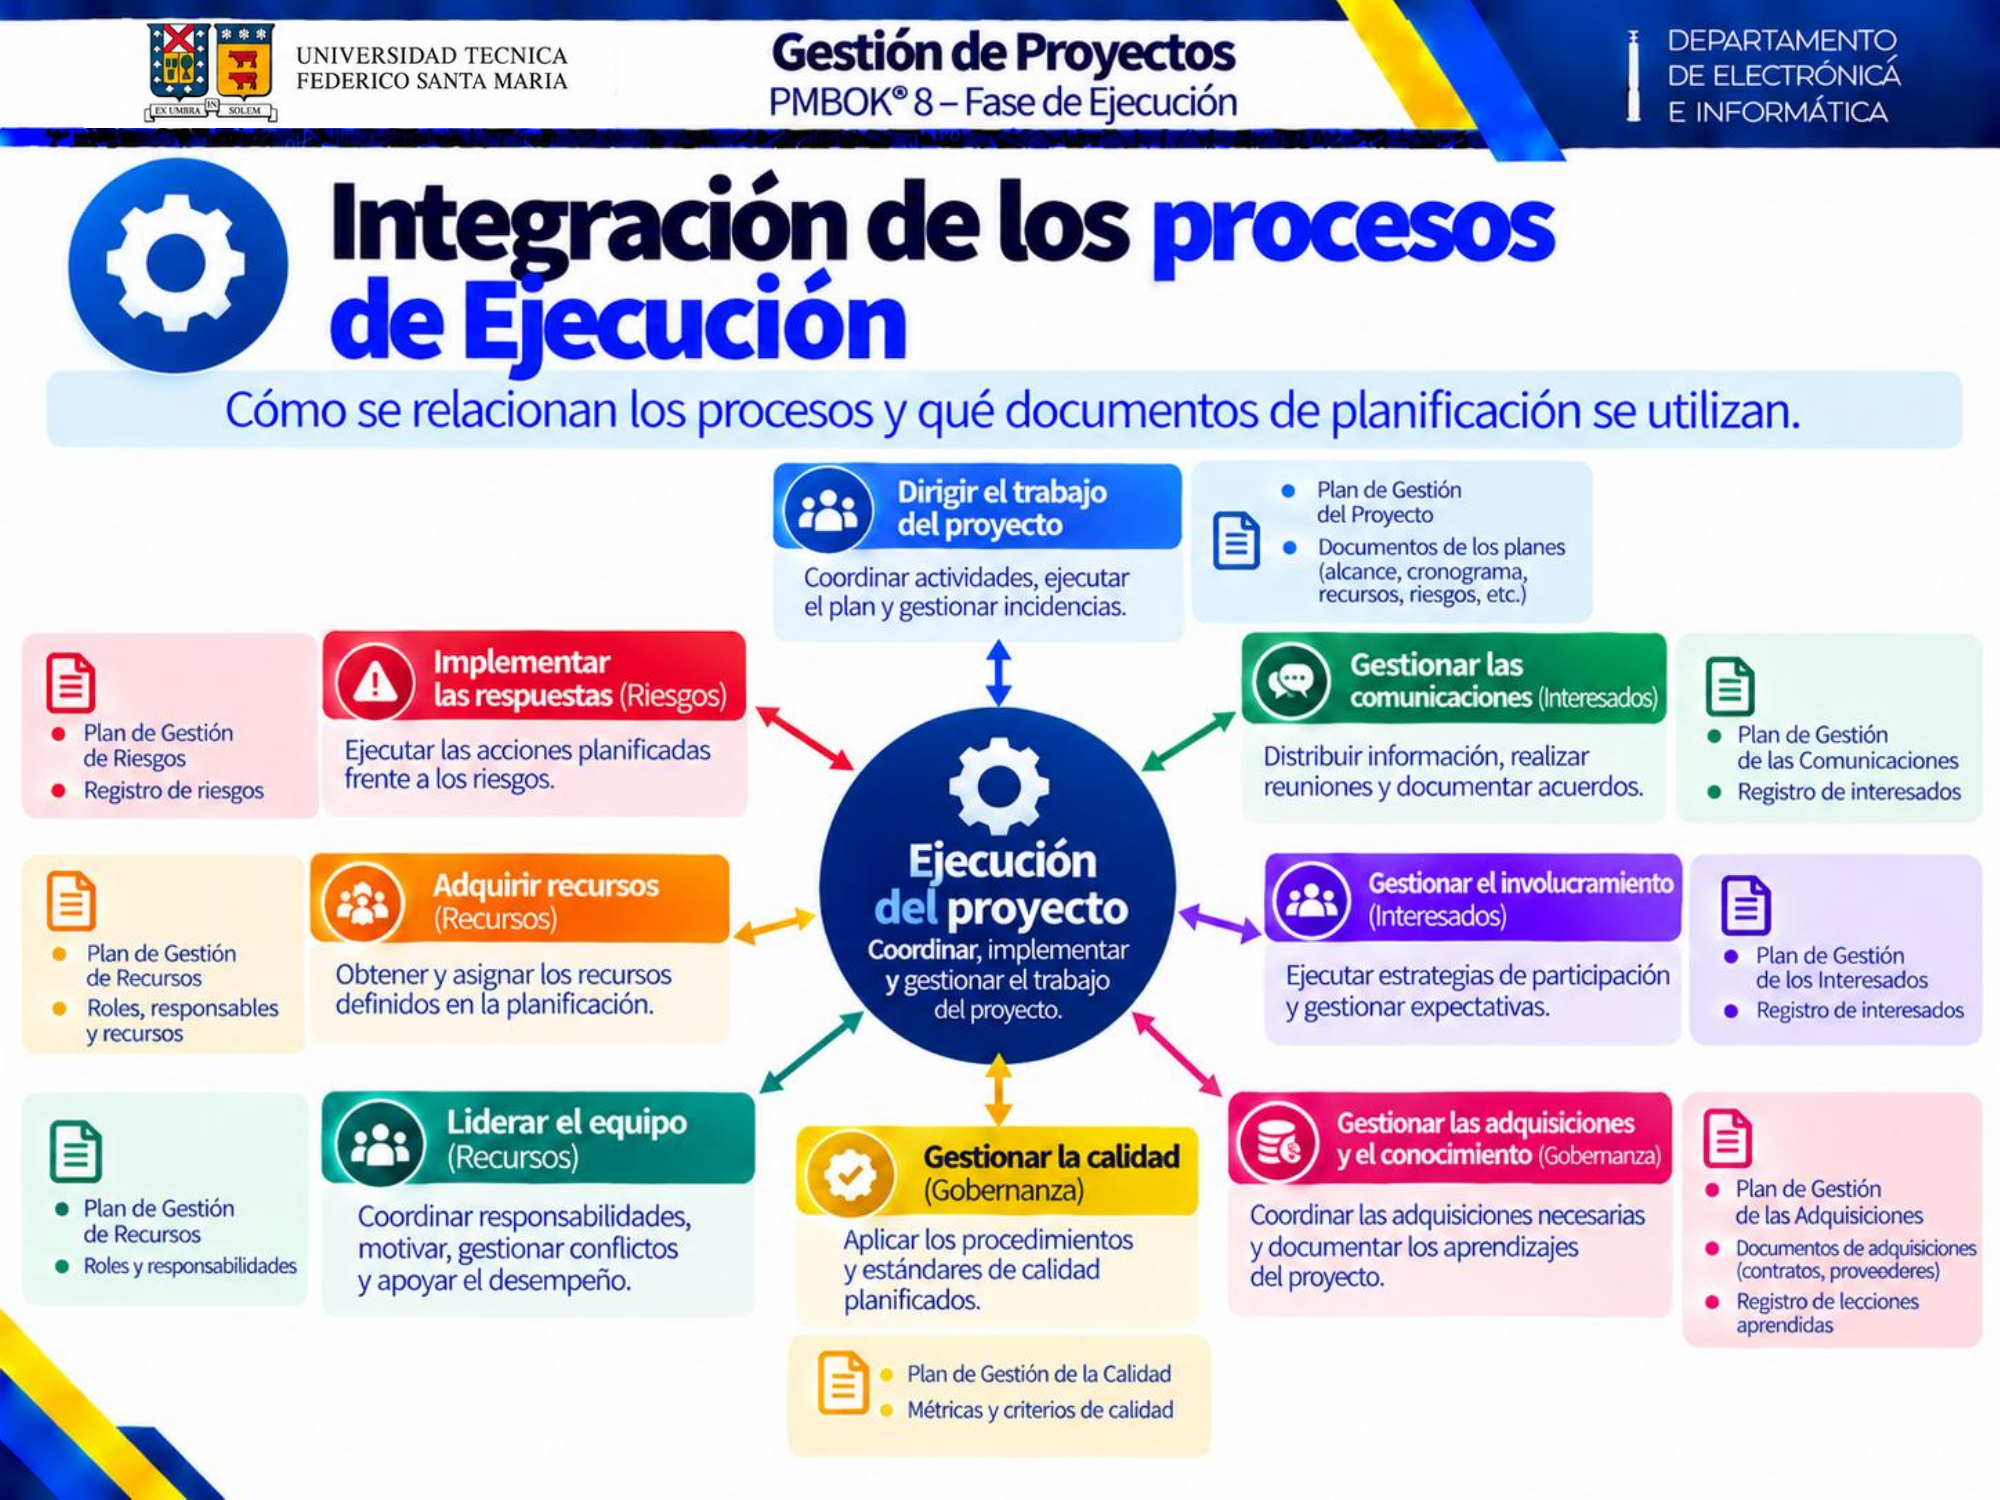 EX UMBRA IN SOLEM
UNIVERSIDAD TECNICA
FEDERICO SANTA MARIA
Gestión de Proyectos
PMBOK® 8 – Fase de Ejecución
DEPARTAMENTO
DE ELECTRÓNICÁ
E INFORMÁTICA
Integración de los procesos
de Ejecución
Cómo se relacionan los procesos y qué documentos de planificación se utilizan.
Dirigir el trabajo
del proyecto
Coordinar actividades, ejecutar
el plan y gestionar incidencias.
Plan de Gestión
del Proyecto
Documentos de los planes
(alcance, cronograma,
recursos, riesgos, etc.)
Plan de Gestión
de Riesgos
Registro de riesgos
Implementar
las respuestas (Riesgos)
Ejecutar las acciones planificadas
frente a los riesgos.
Gestionar las
comunicaciones (Interesados)
Distribuir información, realizar
reuniones y documentar acuerdos.
Plan de Gestión
de las Comunicaciones
Registro de interesados
Ejecución
del proyecto
Coordinar, implementar
y gestionar el trabajo
del proyecto.
Plan de Gestión
de Recursos
Roles, responsables
y recursos
Adquirir recursos
(Recursos)
Obtener y asignar los recursos
definidos en la planificación.
Gestionar el involucramiento
(Interesados)
Ejecutar estrategias de participación
y gestionar expectativas.
Plan de Gestión
de los Interesados
Registro de interesados
Plan de Gestión
de Recursos
Roles y responsabilidades
Liderar el equipo
(Recursos)
Coordinar responsabilidades,
motivar, gestionar conflictos
y apoyar el desempeño.
Gestionar la calidad
(Gobernanza)
Aplicar los procedimientos
y estándares de calidad
planificados.
Plan de Gestión de la Calidad
Métricas y criterios de calidad
Gestionar las adquisiciones
y el conocimiento (Gobernanza)
Coordinar las adquisiciones necesarias
y documentar los aprendizajes
del proyecto.
Plan de Gestión
de las Adquisiciones
Documentos de adquisiciones
(contratos, proveederes)
Registro de lecciones
aprendidas